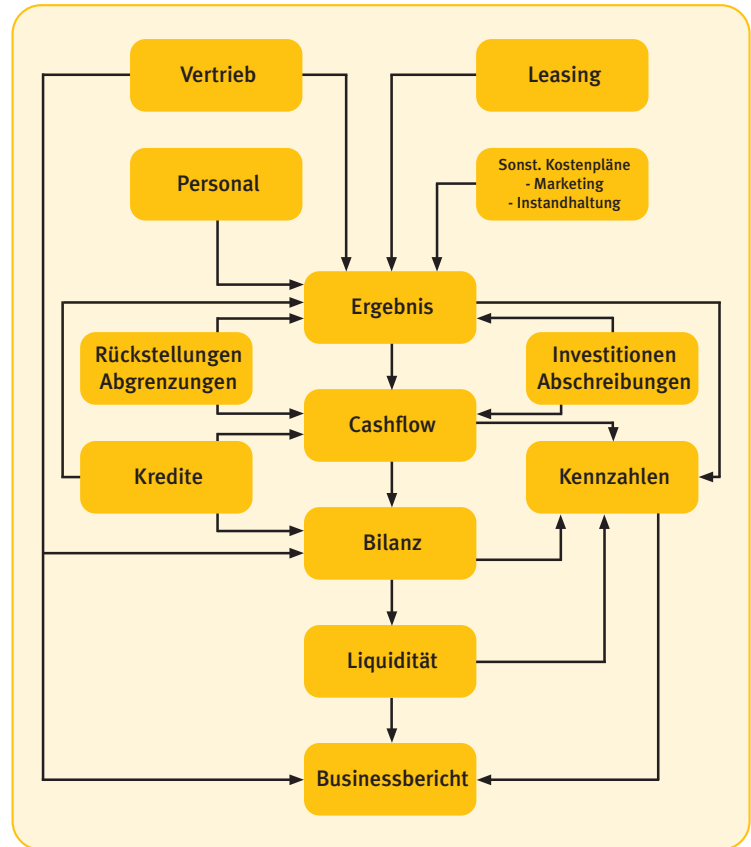 Vertrieb
Leasing
Personal
Sonst. Kostenpläne
- Marketing
- Instandhaltung
Ergebnis
Rückstellungen
Abgrenzungen
Investitionen
Abschreibungen
Cashflow
Kredite
Kennzahlen
Bilanz
Liquidität
Businessbericht